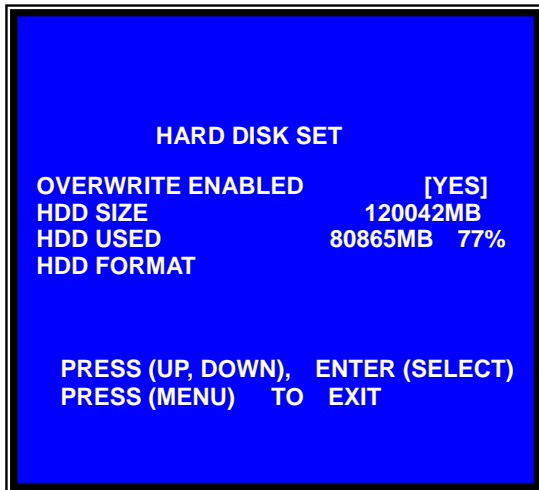 HARD DISK SET
OVERWRITE ENABLED [YES]
HDD SIZE 120042MB
HDD USED 80865MB 77%
HDD FORMAT
PRESS (UP, DOWN), ENTER (SELECT)
PRESS (MENU) TO EXIT